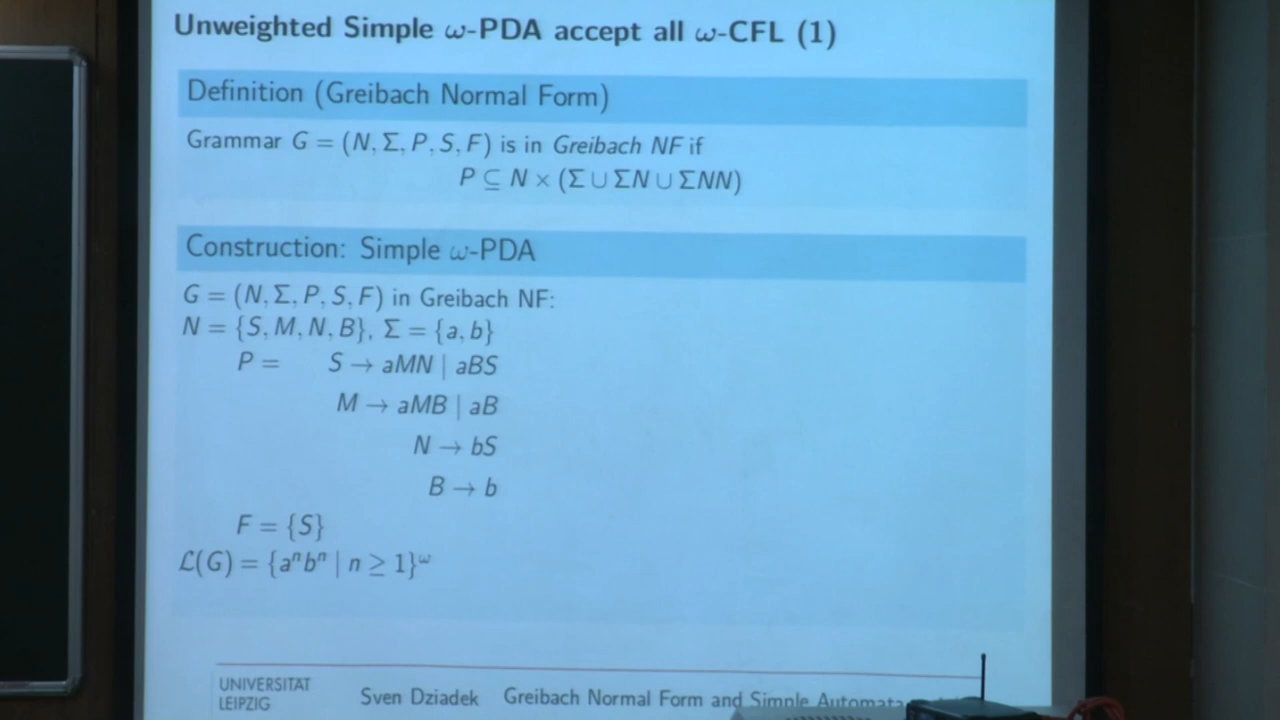 Unweighted Simple ω-PDA accept all ω-CFL (1)
Definition (Greibach Normal Form)
Grammar G = (N, Σ, P, S, F) is in Greibach NF if
P ⊆ N × (Σ ∪ ΣN ∪ ΣNN)
Construction: Simple ω-PDA
G = (N, Σ, P, S, F) in Greibach NF:
N = {S, M, N, B}, Σ = {a, b}
P = S → aMN | aBS
M → aMB | aB
N → bS
B → b
F = {S}
ℒ(G) = {aⁿbⁿ | n ≥ 1}^ω
UNIVERSITÄT
LEIPZIG
Sven Dziadek Greibach Normal Form and Simple Automata